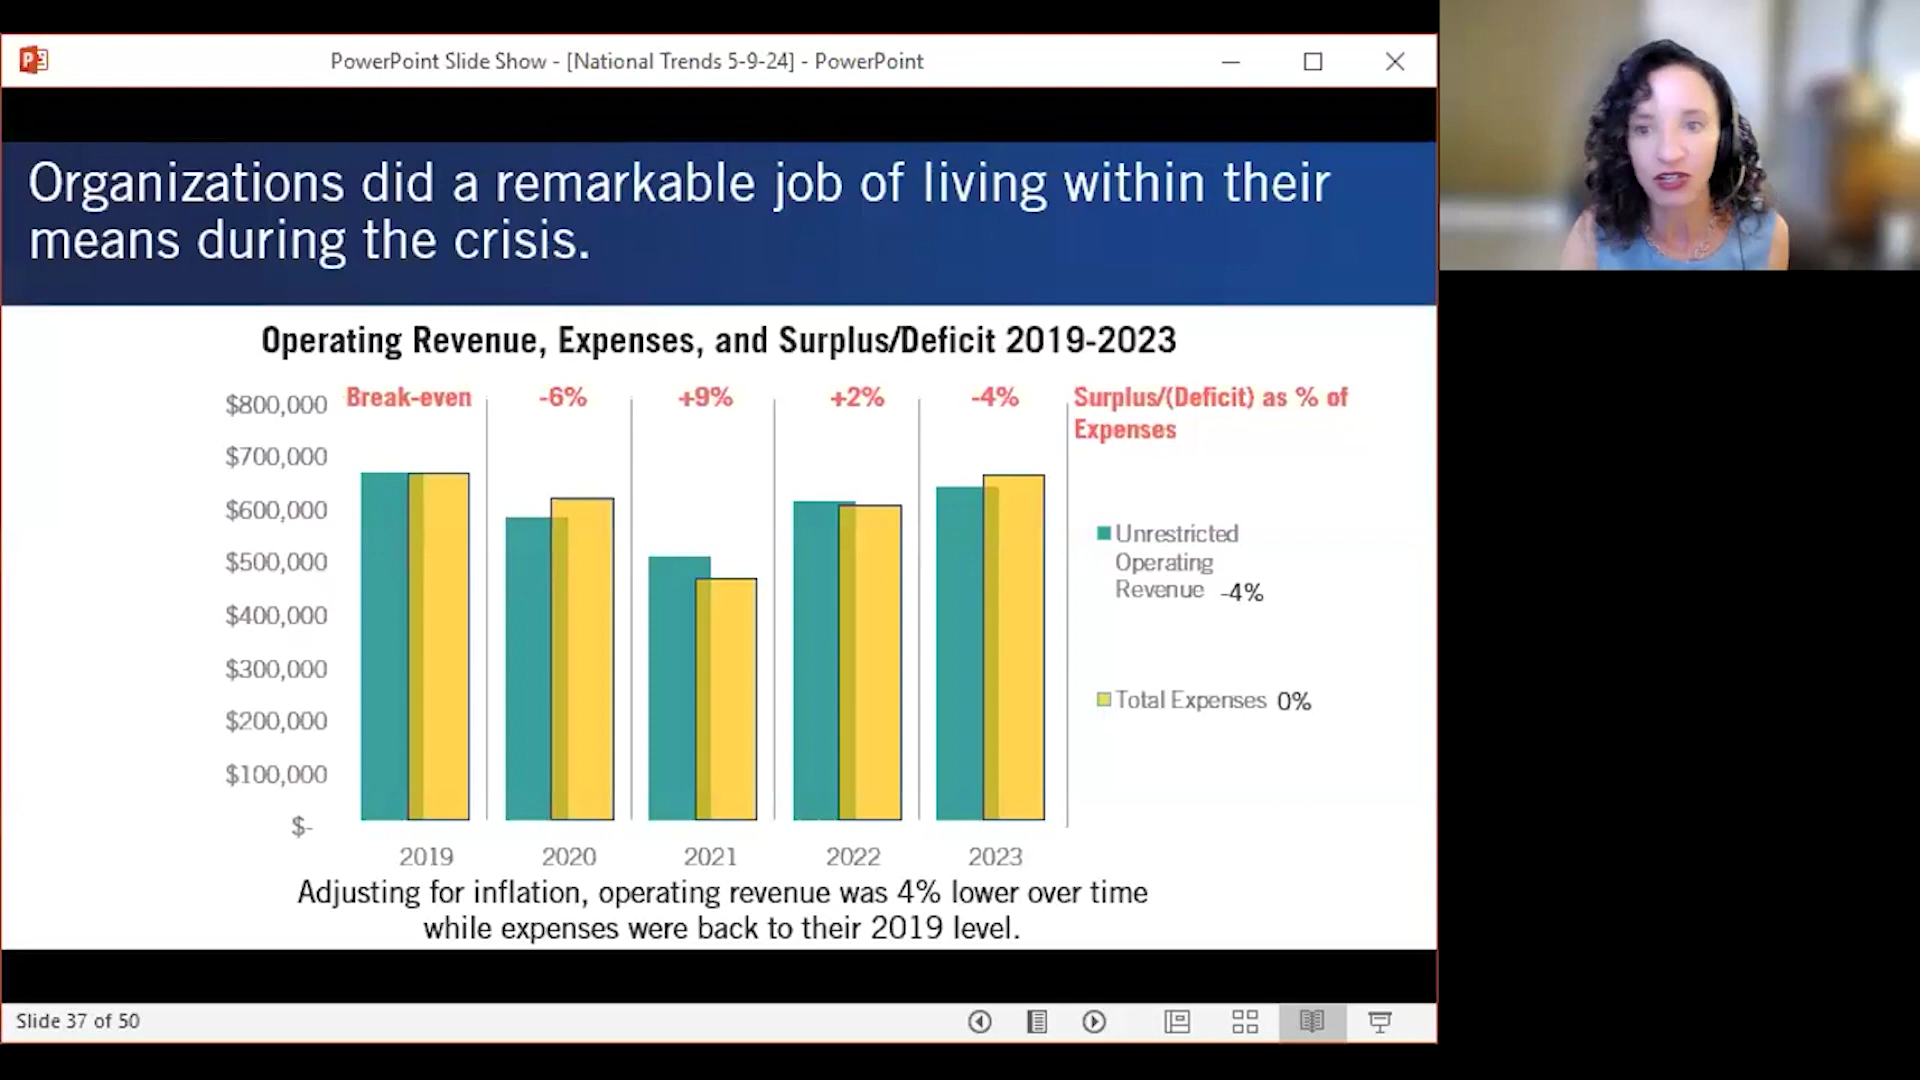 PowerPoint Slide Show - [National Trends 5-9-24] - PowerPoint
Organizations did a remarkable job of living within their
means during the crisis.
Operating Revenue, Expenses, and Surplus/Deficit 2019-2023
Break-even
-6%
+9%
+2%
-4%
Surplus/(Deficit) as % of
Expenses
$800,000
$700,000
$600,000
$500,000
$400,000
$300,000
$200,000
$100,000
$-
2019
2020
2021
2022
2023
Unrestricted
Operating
Revenue -4%
Total Expenses 0%
Adjusting for inflation, operating revenue was 4% lower over time
while expenses were back to their 2019 level.
Slide 37 of 50